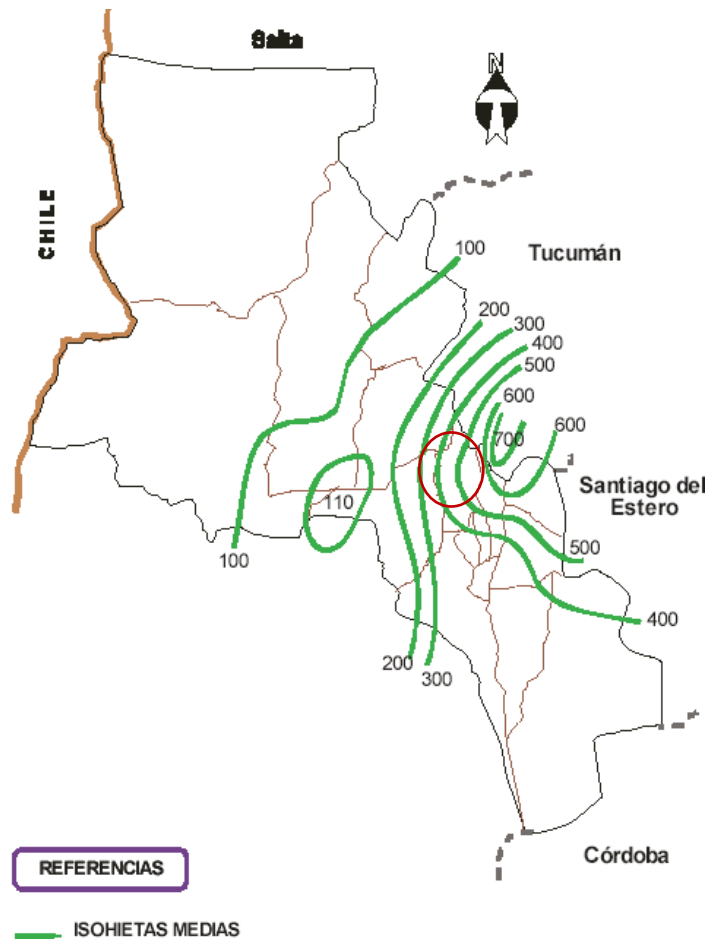 Salta
N
CHILE
Tucumán
100
200
300
400
500
600
600
700
110
Santiago del
Estero
100
500
400
200
300
Córdoba
REFERENCIAS
ISOHIETAS MEDIAS